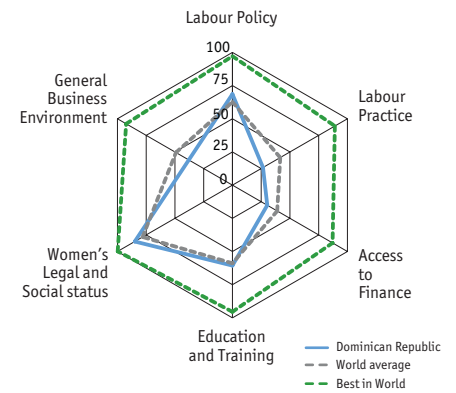 Labour Policy
100
75
50
25
0
General
Business
Environment
Labour
Practice
Women's
Legal and
Social status
Access
to
Finance
Education
and Training
Dominican Republic
World average
Best in World